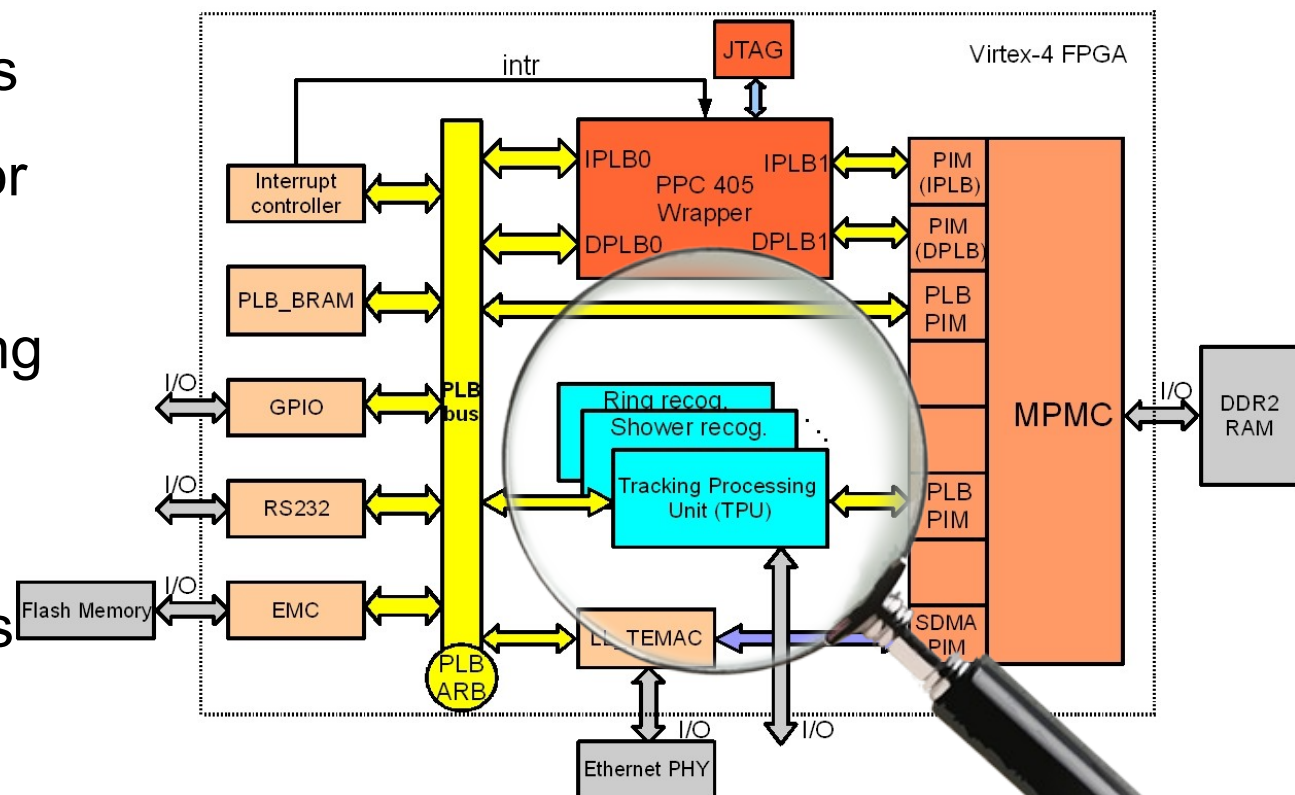 s
or
ng
s
JTAG
Virtex-4 FPGA
intr
Interrupt
controller
IPLB0
IPLB1
PPC 405
Wrapper
DPLB0
DPLB1
PIM
(IPLB)
PIM
(DPLB)
PLB_BRAM
PLB
PIM
I/O
GPIO
PLB
bus
Ring recog.
Shower recog.
Tracking Processing
Unit (TPU)
MPMC
I/O
DDR2
RAM
I/O
RS232
PLB
PIM
Flash Memory
I/O
EMC
LL_TEMAC
SDMA
PIM
PLB
ARB
I/O
I/O
Ethernet PHY